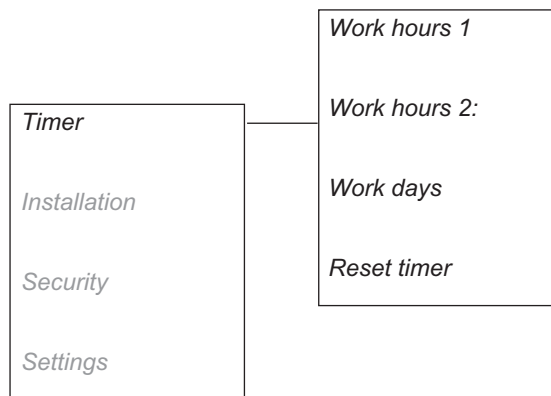 Timer
Installation
Security
Settings
Work hours 1
Work hours 2:
Work days
Reset timer